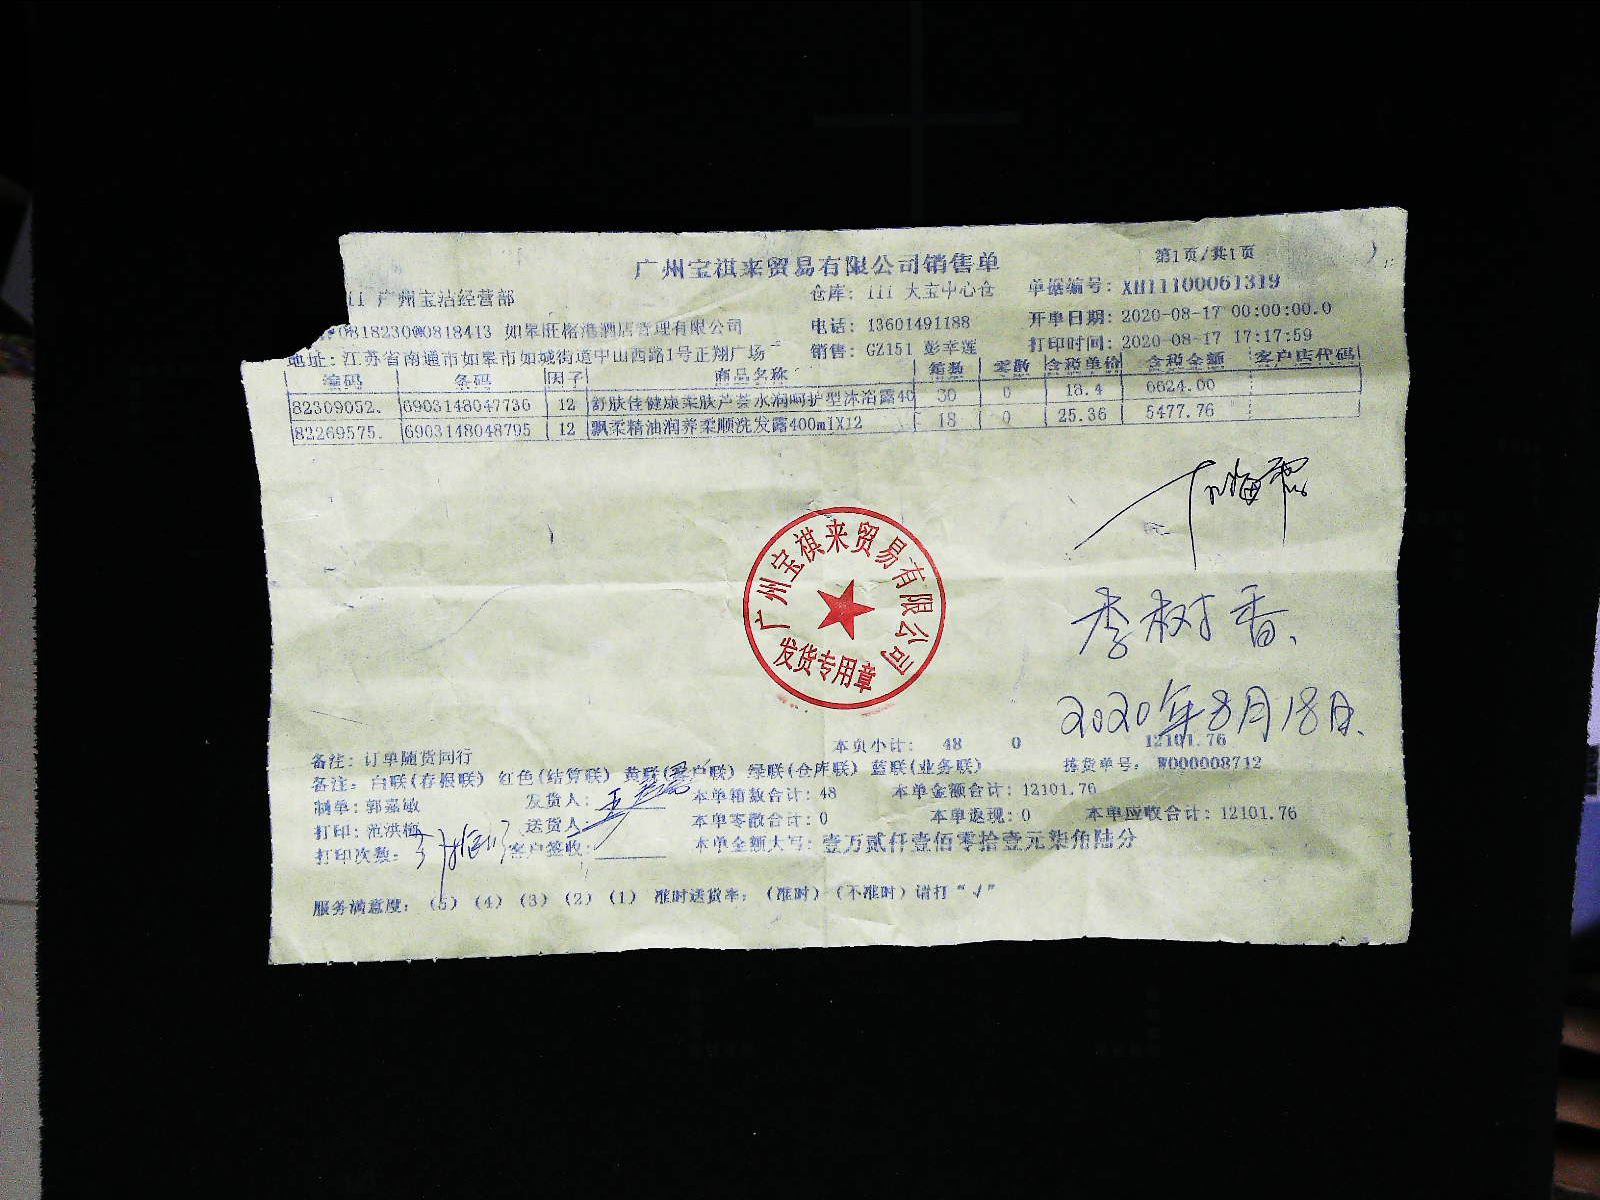 广州宝祺来贸易有限公司销售单
第1页/共1页
广州宝洁经营部 仓库: 111 大宝中心仓 单据编号: XH11100061319
如皋旺榕港酒店管理有限公司 电话: 13601491188 开单日期: 2020-08-17 00:00:00.0
地址: 江苏省南通市如皋市如城街道中山西路1号正翔广场 销售: GZ151 彭幸莲 打印时间: 2020-08-17 17:17:59
编码 条码 因子 商品名称 箱数 零散 含税单价 含税金额 客户店代码
82309052. 6903148047736 12 舒肤佳健康柔肤芦荟水润呵护型沐浴露40 30 0 18.4 6624.00
82269575. 6903148048795 12 飘柔精油润养柔顺洗发露400mlX12 18 0 25.36 5477.76
广州宝祺来贸易有限公司
发货专用章
李树香
2020年8月18日.
本页小计: 48 0 12101.76
备注: 订单随货同行
备注: 白联(存根联) 红色(结算联) 黄联(客户联) 绿联(仓库联) 蓝联(业务联) 拣货单号: W000008712
制单: 郭嘉敏 发货人: 本单箱数合计: 48 本单金额合计: 12101.76
打印: 范洪梅 送货人: 本单零散合计: 0 本单返现: 0 本单应收合计: 12101.76
打印次数: 客户签收: 本单金额大写: 壹万贰仟壹佰零拾壹元柒角陆分
服务满意度: (5) (4) (3) (2) (1) 准时送货率: (准时) (不准时) 请打“√”